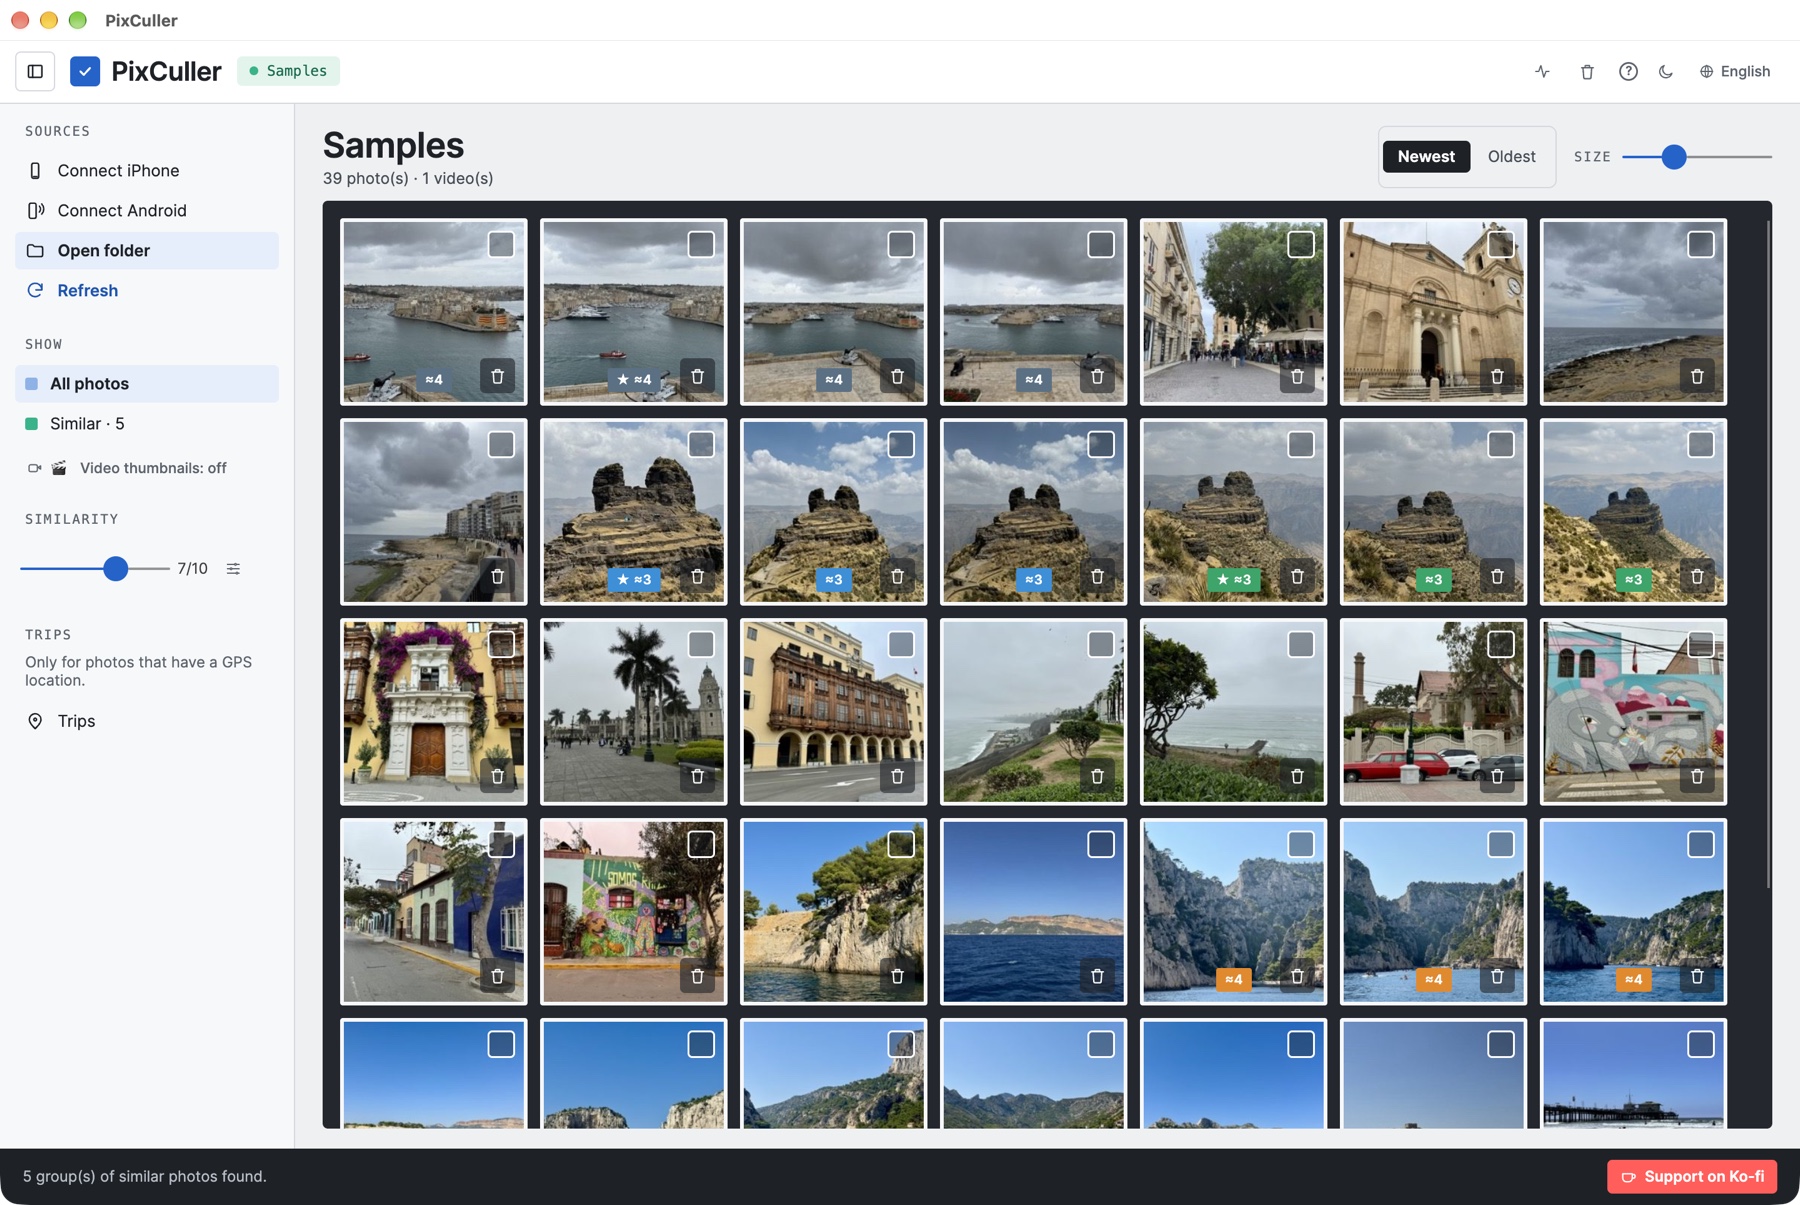 PixCuller
PixCuller
Samples
English
SOURCES
Connect iPhone
Connect Android
Open folder
Refresh
SHOW
All photos
Similar · 5
Video thumbnails: off
SIMILARITY
7/10
TRIPS
Only for photos that have a GPS
location.
Trips
Samples
39 photo(s) · 1 video(s)
Newest
Oldest
SIZE
≈4
★ ≈4
≈4
≈4
★ ≈3
≈3
≈3
★ ≈3
≈3
≈3
SOMOS
≈4
≈4
≈4
5 group(s) of similar photos found.
Support on Ko-fi